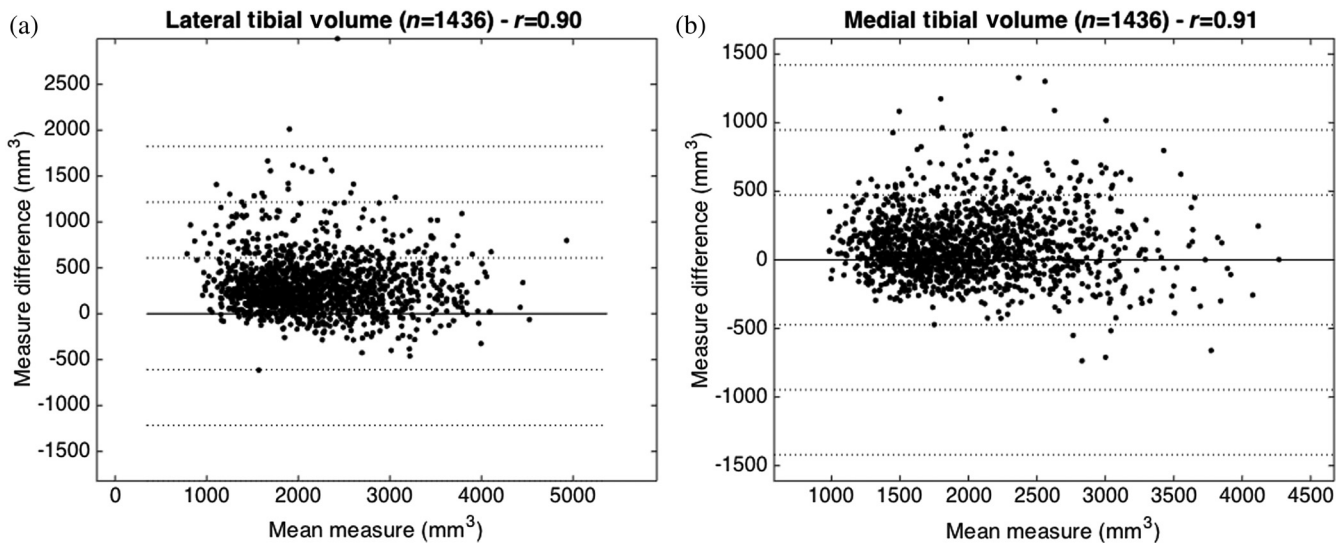 (a)
Lateral tibial volume (n=1436) - r=0.90
2500
2000
1500
1000
500
0
-500
-1000
-1500
Measure difference (mm³)
0 1000 2000 3000 4000 5000
Mean measure (mm³)
(b)
Medial tibial volume (n=1436) - r=0.91
1500
1000
500
0
-500
-1000
-1500
Measure difference (mm³)
1000 1500 2000 2500 3000 3500 4000 4500
Mean measure (mm³)